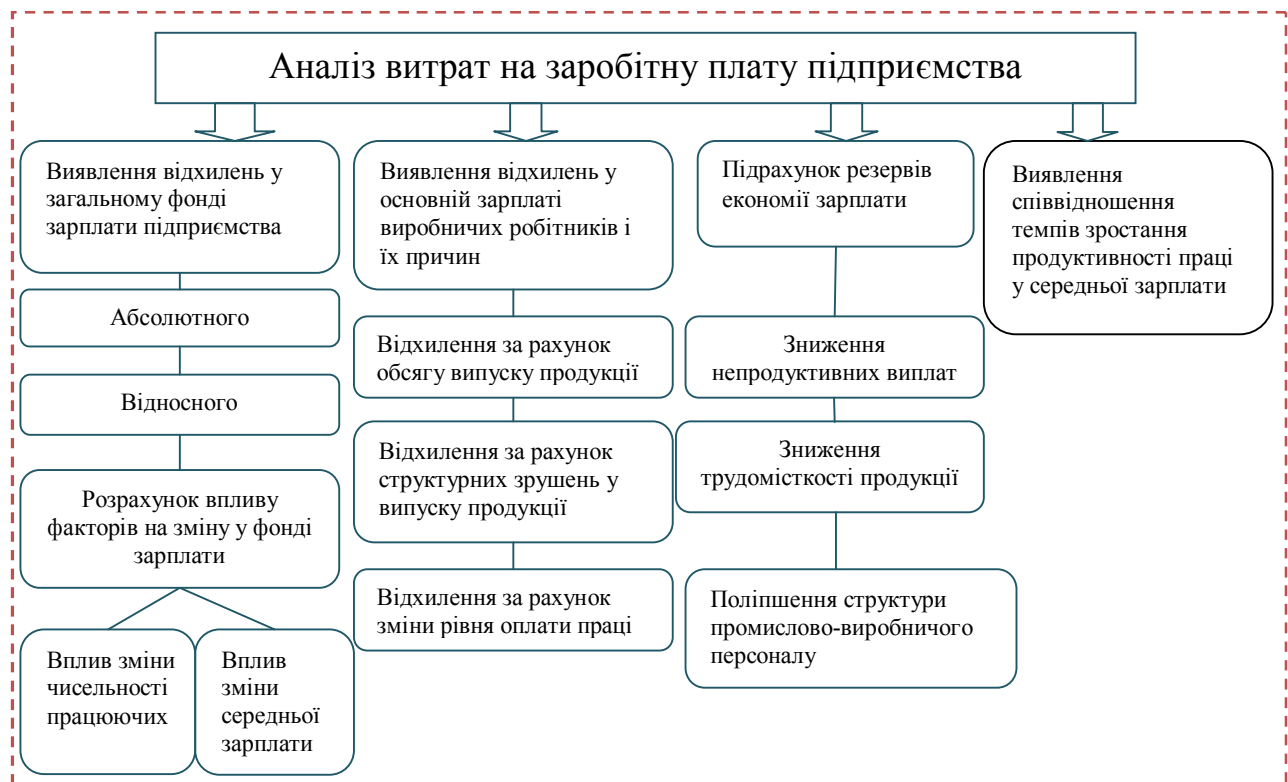 Аналіз витрат на заробітну плату підприємства
Виявлення відхилень у
загальному фонді
зарплати підприємства
Абсолютного
Відносного
Розрахунок впливу
факторів на зміну у фонді
зарплати
Вплив зміни
чисельності
працюючих
Вплив
зміни
середньої
зарплати
Виявлення відхилень у
основній зарплаті
виробничих робітників і
їх причин
Відхилення за рахунок
обсягу випуску продукції
Відхилення за рахунок
структурних зрушень у
випуску продукції
Відхилення за рахунок
зміни рівня оплати праці
Підрахунок резервів
економії зарплати
Зниження
непродуктивних виплат
Зниження
трудомісткості продукції
Поліпшення структури
промислово-виробничого
персоналу
Виявлення
співвідношення
темпів зростання
продуктивності праці
у середньої зарплати